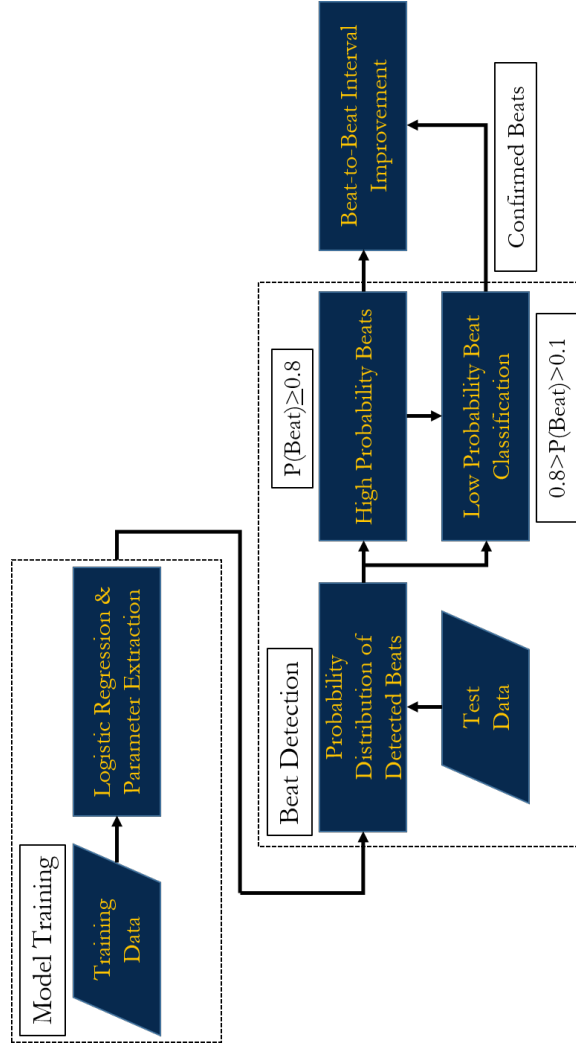 Model Training
Training
Data
Logistic Regression &
Parameter Extraction
Beat Detection
Probability
Distribution of
Detected Beats
Test
Data
P(Beat)≥0.8
High Probability Beats
Low Probability Beat
Classification
0.8>P(Beat)>0.1
Beat-to-Beat Interval
Improvement
Confirmed Beats